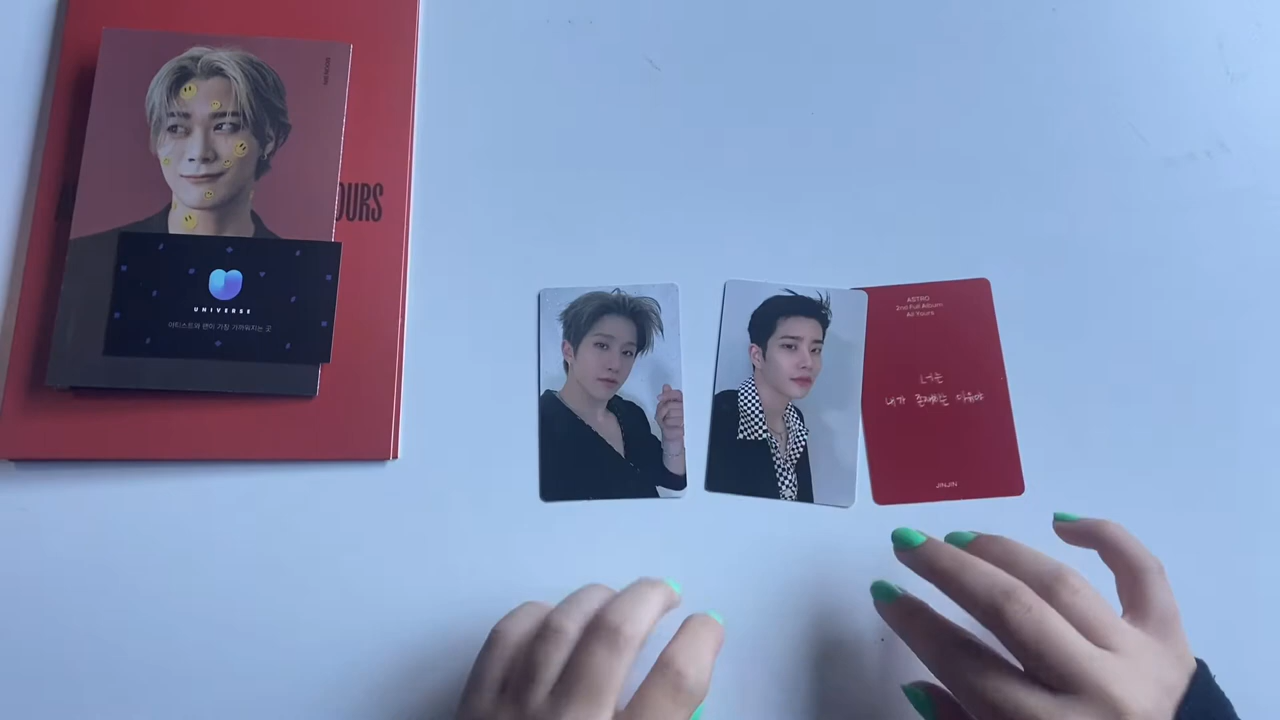 OURS
UNIVERSE
아티스트와 팬이 가장 가까워지는 곳
ASTRO
2nd Full Album
All Yours
너는
내가 존재하는 이유야
JINJIN